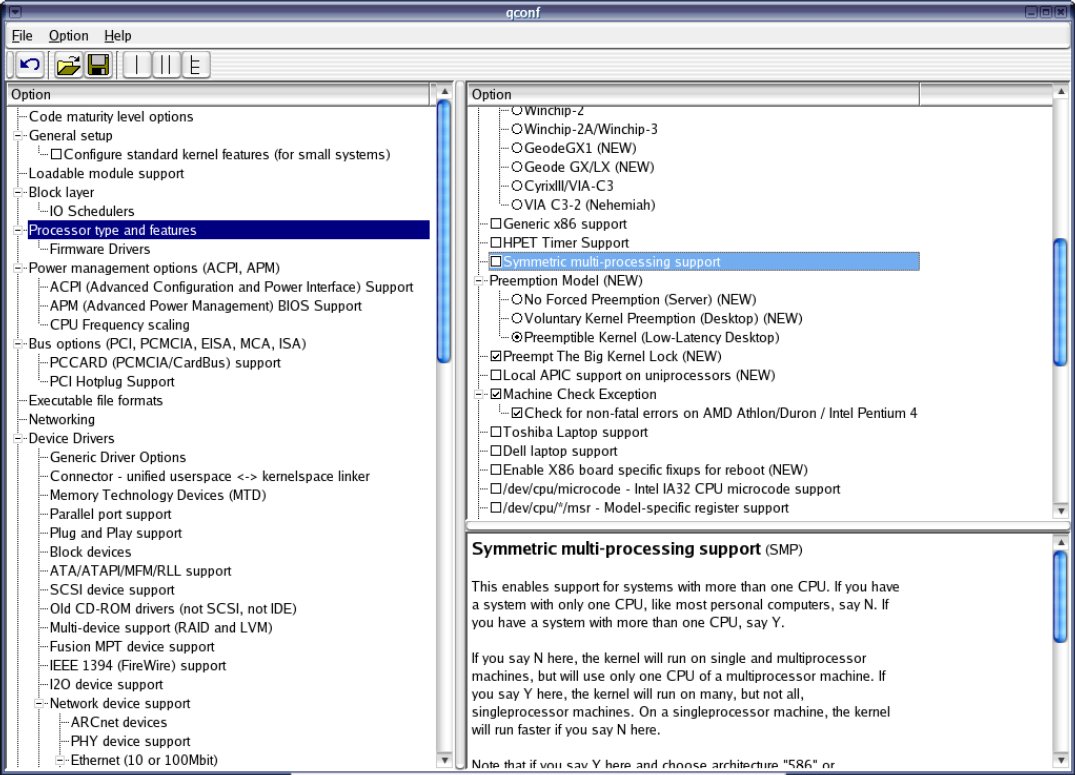 qconf
File Option Help
Option
Code maturity level options
General setup
Configure standard kernel features (for small systems)
Loadable module support
Block layer
IO Schedulers
Processor type and features
Firmware Drivers
Power management options (ACPI, APM)
ACPI (Advanced Configuration and Power Interface) Support
APM (Advanced Power Management) BIOS Support
CPU Frequency scaling
Bus options (PCI, PCMCIA, EISA, MCA, ISA)
PCCARD (PCMCIA/CardBus) support
PCI Hotplug Support
Executable file formats
Networking
Device Drivers
Generic Driver Options
Connector - unified userspace <-> kernelspace linker
Memory Technology Devices (MTD)
Parallel port support
Plug and Play support
Block devices
ATA/ATAPI/MFM/RLL support
SCSI device support
Old CD-ROM drivers (not SCSI, not IDE)
Multi-device support (RAID and LVM)
Fusion MPT device support
IEEE 1394 (FireWire) support
I2O device support
Network device support
ARCnet devices
PHY device support
Ethernet (10 or 100Mbit)
Option
Winchip-2
Winchip-2A/Winchip-3
GeodeGX1 (NEW)
Geode GX/LX (NEW)
CyrixIII/VIA-C3
VIA C3-2 (Nehemiah)
Generic x86 support
HPET Timer Support
Symmetric multi-processing support
Preemption Model (NEW)
No Forced Preemption (Server) (NEW)
Voluntary Kernel Preemption (Desktop) (NEW)
Preemptible Kernel (Low-Latency Desktop)
Preempt The Big Kernel Lock (NEW)
Local APIC support on uniprocessors (NEW)
Machine Check Exception
Check for non-fatal errors on AMD Athlon/Duron / Intel Pentium 4
Toshiba Laptop support
Dell laptop support
Enable X86 board specific fixups for reboot (NEW)
/dev/cpu/microcode - Intel IA32 CPU microcode support
/dev/cpu/*/msr - Model-specific register support
Symmetric multi-processing support (SMP)
This enables support for systems with more than one CPU. If you have
a system with only one CPU, like most personal computers, say N. If
you have a system with more than one CPU, say Y.
If you say N here, the kernel will run on single and multiprocessor
machines, but will use only one CPU of a multiprocessor machine. If
you say Y here, the kernel will run on many, but not all,
singleprocessor machines. On a singleprocessor machine, the kernel
will run faster if you say N here.
Note that if you say Y here and choose architecture "586" or